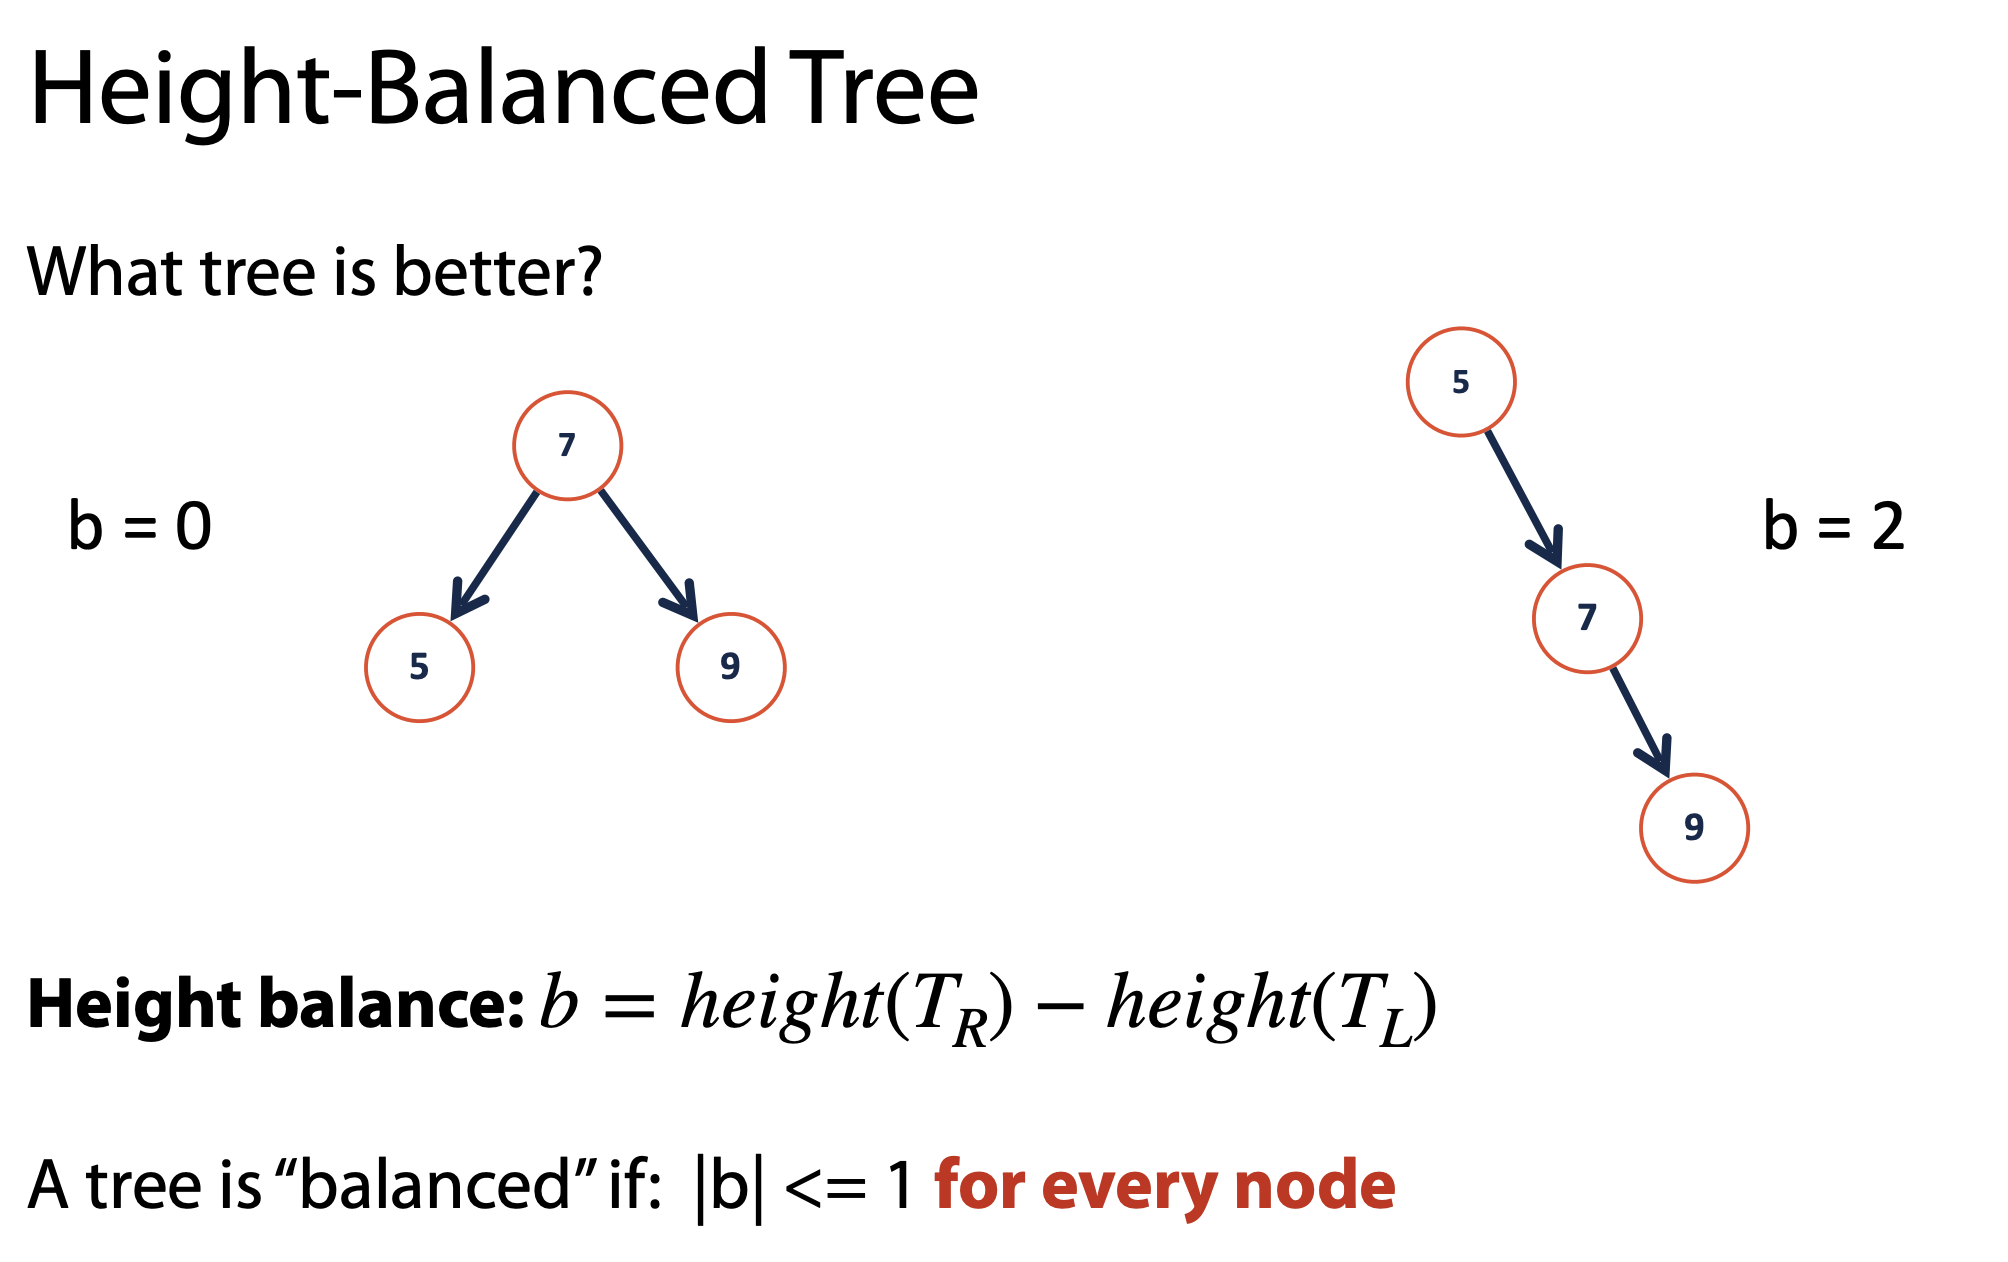 Height-Balanced Tree
What tree is better?
5
7
b = 0
b = 2
7
5
9
9
Height balance: b = height(T_R) − height(T_L)
A tree is “balanced” if: |b| <= 1 for every node